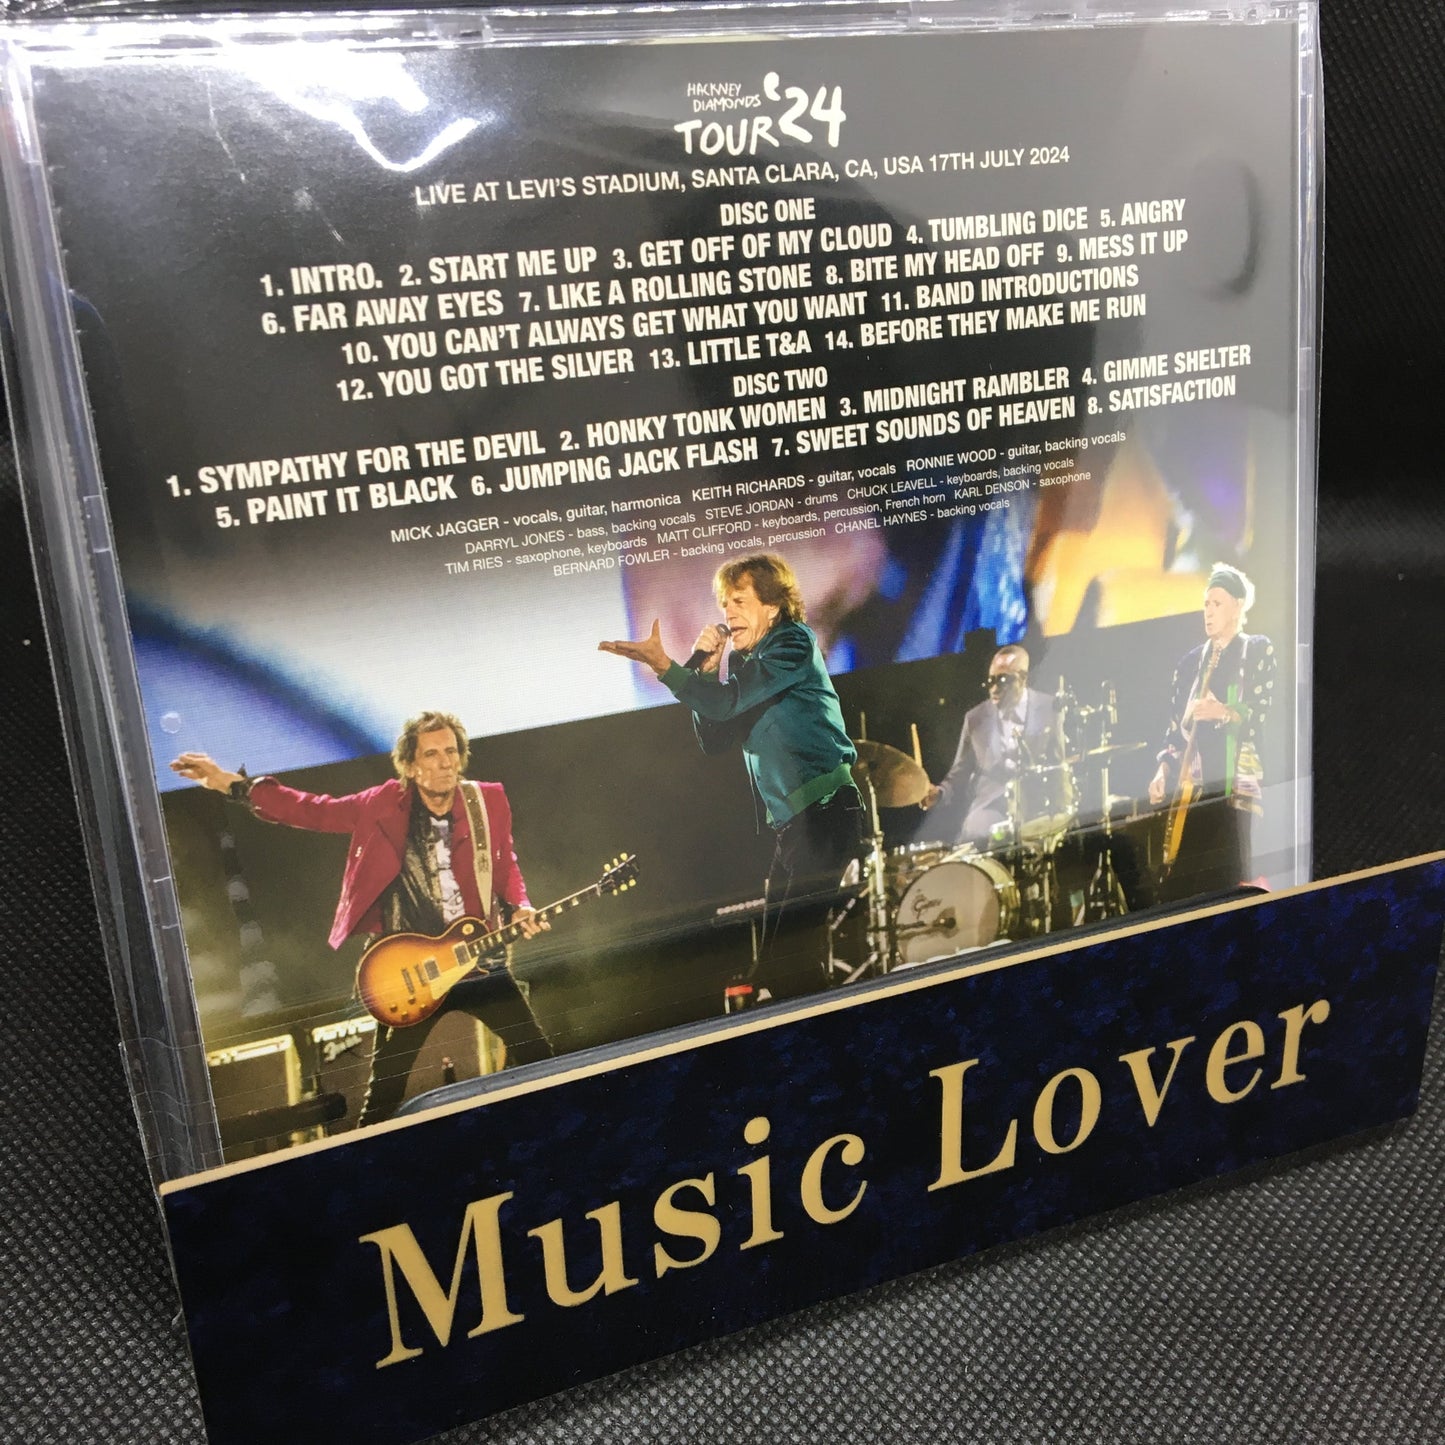 HACKNEY
DIAMONDS
TOUR '24
LIVE AT LEVI'S STADIUM, SANTA CLARA, CA, USA 17TH JULY 2024
DISC ONE
1. INTRO. 2. START ME UP 3. GET OFF OF MY CLOUD 4. TUMBLING DICE 5. ANGRY
6. FAR AWAY EYES 7. LIKE A ROLLING STONE 8. BITE MY HEAD OFF 9. MESS IT UP
10. YOU CAN'T ALWAYS GET WHAT YOU WANT 11. BAND INTRODUCTIONS
12. YOU GOT THE SILVER 13. LITTLE T&A 14. BEFORE THEY MAKE ME RUN
DISC TWO
1. SYMPATHY FOR THE DEVIL 2. HONKY TONK WOMEN 3. MIDNIGHT RAMBLER 4. GIMME SHELTER
5. PAINT IT BLACK 6. JUMPING JACK FLASH 7. SWEET SOUNDS OF HEAVEN 8. SATISFACTION
MICK JAGGER - vocals, guitar, harmonica KEITH RICHARDS - guitar, vocals RONNIE WOOD - guitar, backing vocals
DARRYL JONES - bass, backing vocals STEVE JORDAN - drums CHUCK LEAVELL - keyboards, backing vocals
TIM RIES - saxophone, keyboards MATT CLIFFORD - keyboards, percussion, French horn KARL DENSON - saxophone
BERNARD FOWLER - backing vocals, percussion CHANEL HAYNES - backing vocals
Music Lover